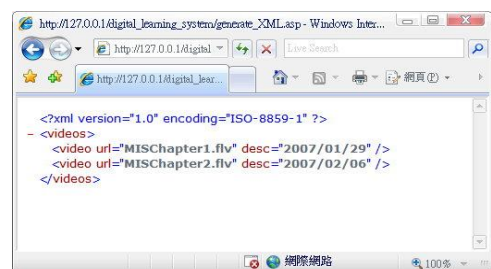 http://127.0.0.1/digital_learning_system/generate_XML.asp - Windows Inter...
http://127.0.0.1/digital
Live Search
http://127.0.0.1/digital_lear...
網頁(P)
<?xml version="1.0" encoding="ISO-8859-1" ?>
- <videos>
<video url="MISChapter1.flv" desc="2007/01/29" />
<video url="MISChapter2.flv" desc="2007/02/06" />
</videos>
網際網路
100%